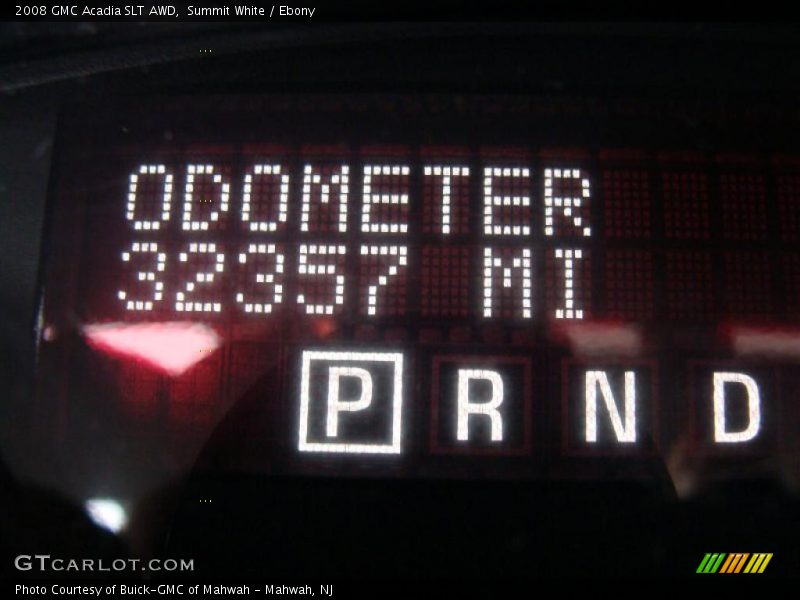 2008 GMC Acadia SLT AWD, Summit White / Ebony
ODOMETER
32357 MI
P R N D
GTCARLOT.COM
Photo Courtesy of Buick-GMC of Mahwah - Mahwah, NJ